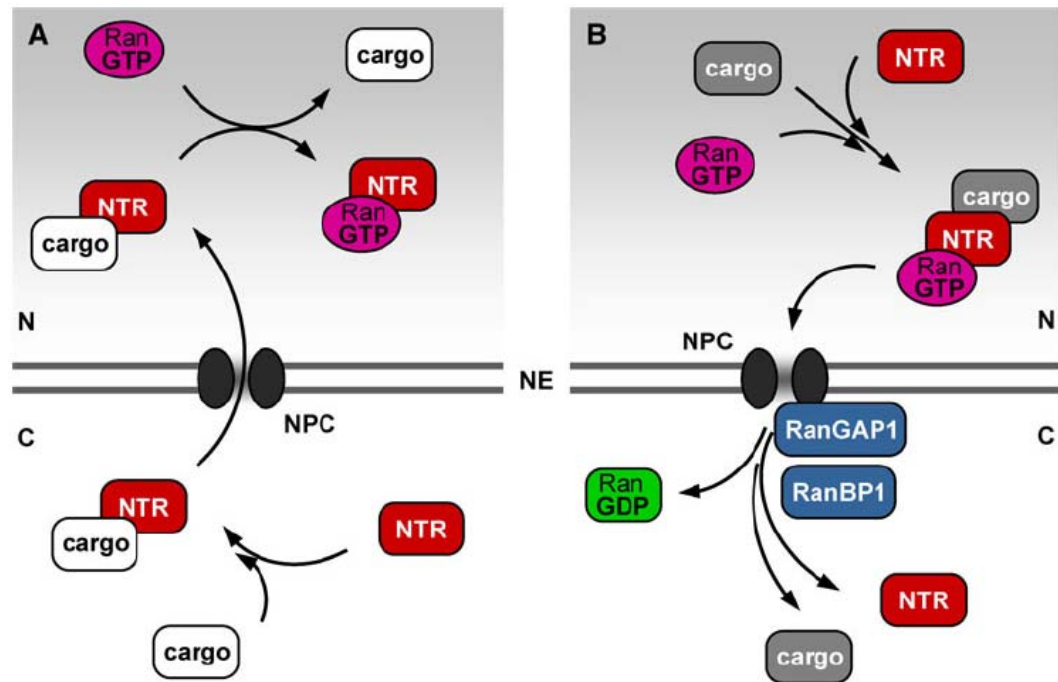 A
Ran
GTP
cargo
NTR
cargo
NTR
Ran
GTP
N
NPC
C
NTR
cargo
NTR
cargo
NE
B
cargo
NTR
Ran
GTP
cargo
NTR
Ran
GTP
N
NPC
RanGAP1
C
Ran
GDP
RanBP1
NTR
cargo